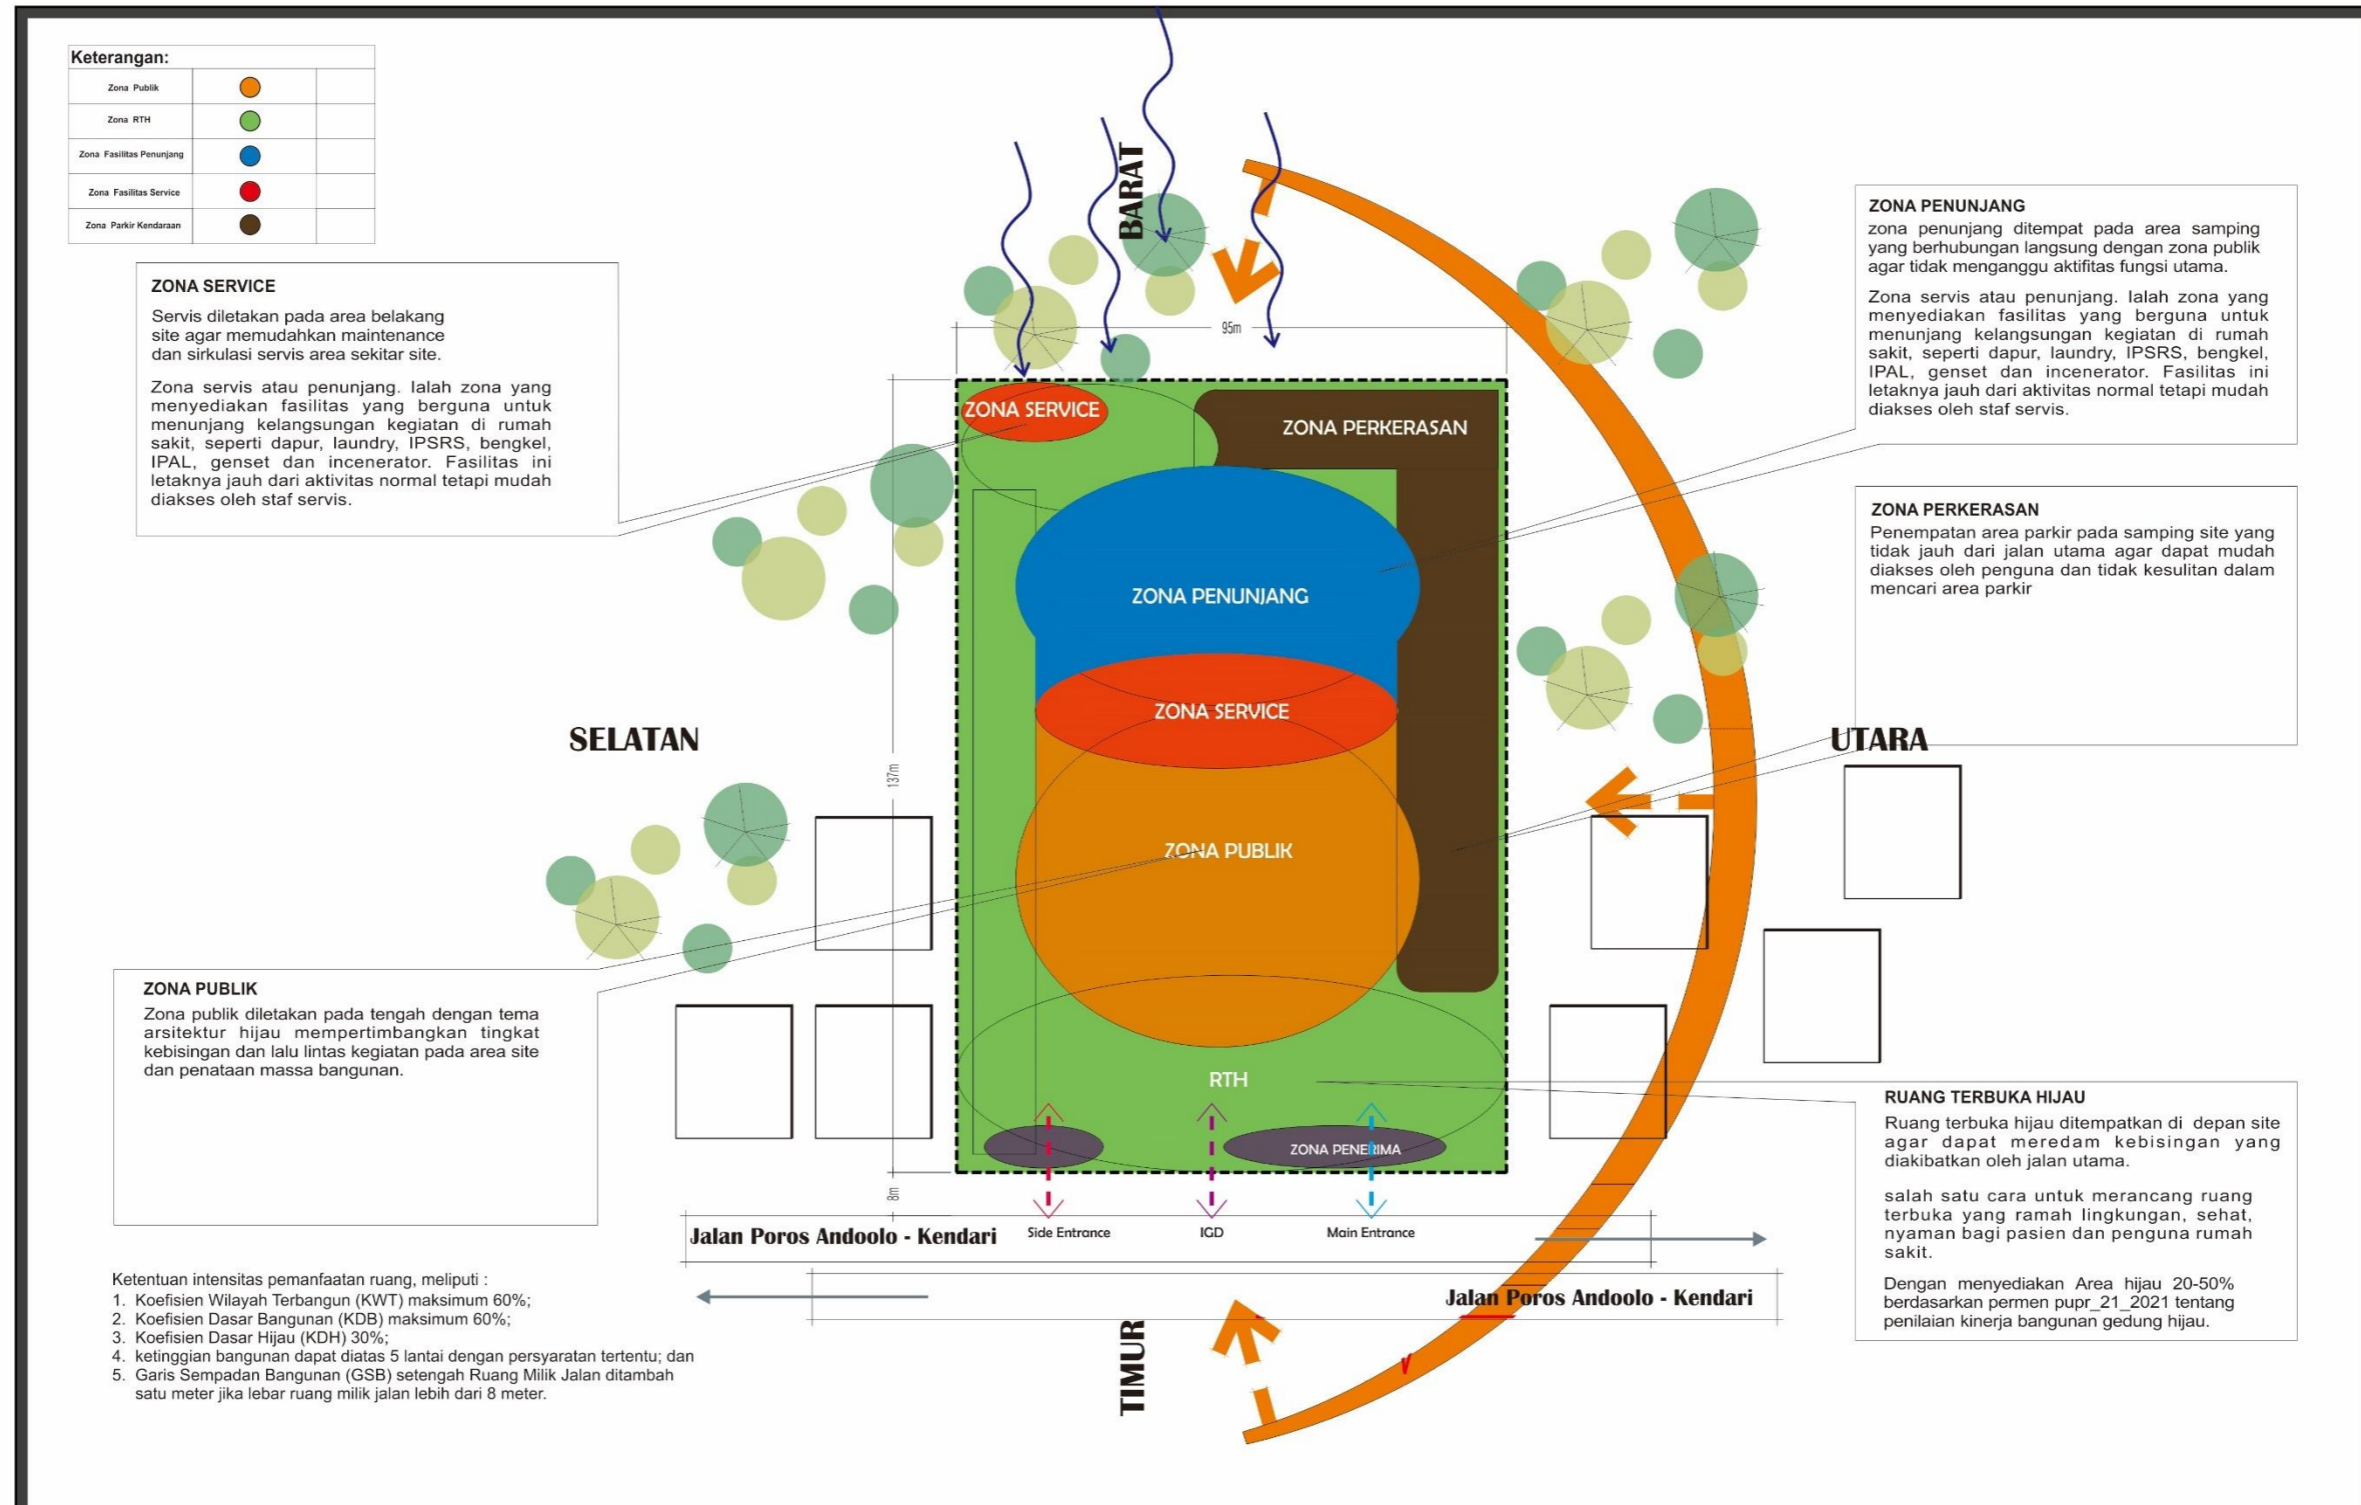 Keterangan:
Zona Publik
Zona RTH
Zona Fasilitas Penunjang
Zona Fasilitas Service
Zona Parkir Kendaraan
ZONA SERVICE
Servis diletakan pada area belakang
site agar memudahkan maintenance
dan sirkulasi servis area sekitar site.
Zona servis atau penunjang. Ialah zona yang
menyediakan fasilitas yang berguna untuk
menunjang kelangsungan kegiatan di rumah
sakit, seperti dapur, laundry, IPSRS, bengkel,
IPAL, genset dan incenerator. Fasilitas ini
letaknya jauh dari aktivitas normal tetapi mudah
diakses oleh staf servis.
BARAT
95m
ZONA PENUNJANG
zona penunjang ditempat pada area samping
yang berhubungan langsung dengan zona publik
agar tidak menganggu aktifitas fungsi utama.
Zona servis atau penunjang. Ialah zona yang
menyediakan fasilitas yang berguna untuk
menunjang kelangsungan kegiatan di rumah
sakit, seperti dapur, laundry, IPSRS, bengkel,
IPAL, genset dan incenerator. Fasilitas ini
letaknya jauh dari aktivitas normal tetapi mudah
diakses oleh staf servis.
ZONA PERKERASAN
Penempatan area parkir pada samping site yang
tidak jauh dari jalan utama agar dapat mudah
diakses oleh penguna dan tidak kesulitan dalam
mencari area parkir
ZONA SERVICE
ZONA PERKERASAN
ZONA PENUNJANG
ZONA SERVICE
SELATAN
UTARA
137m
ZONA PUBLIK
ZONA PUBLIK
Zona publik diletakan pada tengah dengan tema
arsitektur hijau mempertimbangkan tingkat
kebisingan dan lalu lintas kegiatan pada area site
dan penataan massa bangunan.
RTH
ZONA PENERIMA
8m
RUANG TERBUKA HIJAU
Ruang terbuka hijau ditempatkan di depan site
agar dapat meredam kebisingan yang
diakibatkan oleh jalan utama.
salah satu cara untuk merancang ruang
terbuka yang ramah lingkungan, sehat,
nyaman bagi pasien dan penguna rumah
sakit.
Dengan menyediakan Area hijau 20-50%
berdasarkan permen pupr_21_2021 tentang
penilaian kinerja bangunan gedung hijau.
Jalan Poros Andoolo - Kendari
Side Entrance
IGD
Main Entrance
Jalan Poros Andoolo - Kendari
TIMUR
Ketentuan intensitas pemanfaatan ruang, meliputi :
1. Koefisien Wilayah Terbangun (KWT) maksimum 60%;
2. Koefisien Dasar Bangunan (KDB) maksimum 60%;
3. Koefisien Dasar Hijau (KDH) 30%;
4. ketinggian bangunan dapat diatas 5 lantai dengan persyaratan tertentu; dan
5. Garis Sempadan Bangunan (GSB) setengah Ruang Milik Jalan ditambah
satu meter jika lebar ruang milik jalan lebih dari 8 meter.